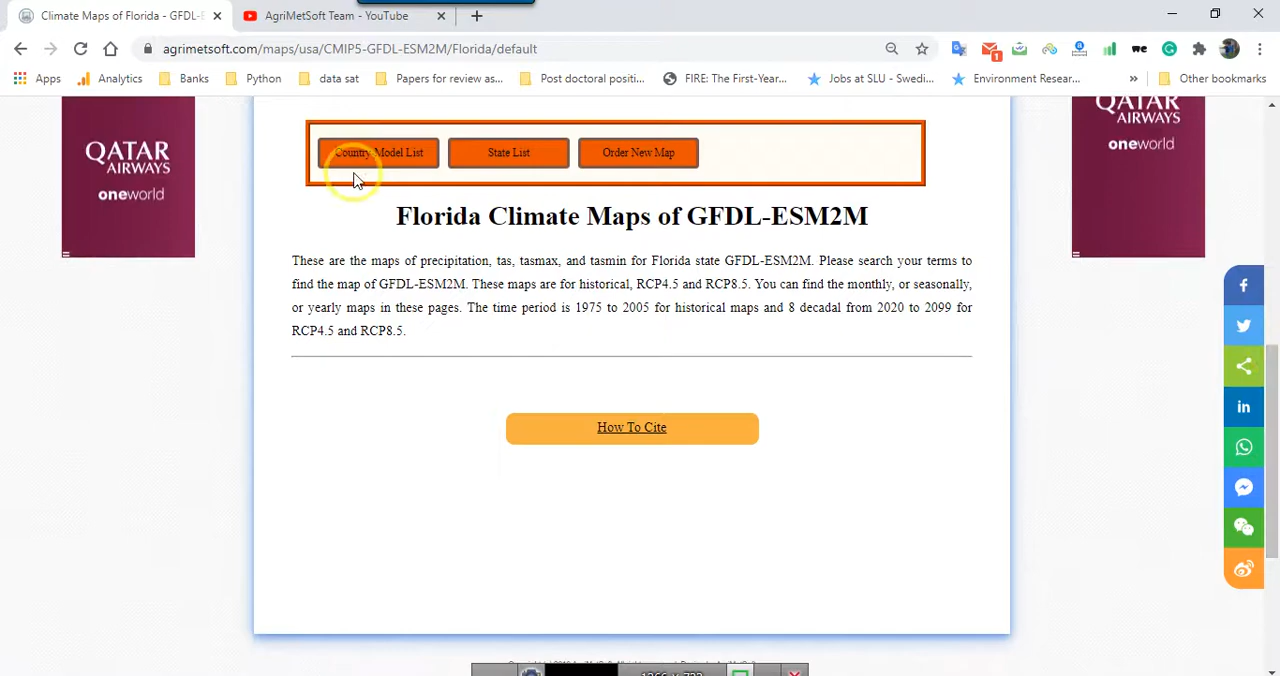 Climate Maps of Florida - GFDL-E
AgriMetSoft Team - YouTube
agrimetsoft.com/maps/usa/CMIP5-GFDL-ESM2M/Florida/default
Apps
Analytics
Banks
Python
data sat
Papers for review as...
Post doctoral positi...
FIRE: The First-Year...
Jobs at SLU - Swedi...
Environment Resear...
»
Other bookmarks
QATAR
AIRWAYS
oneworld
QATAR
AIRWAYS
oneworld
Country Model List
State List
Order New Map
Florida Climate Maps of GFDL-ESM2M
These are the maps of precipitation, tas, tasmax, and tasmin for Florida state GFDL-ESM2M. Please search your terms to
find the map of GFDL-ESM2M. These maps are for historical, RCP4.5 and RCP8.5. You can find the monthly, or seasonally,
or yearly maps in these pages. The time period is 1975 to 2005 for historical maps and 8 decadal from 2020 to 2099 for
RCP4.5 and RCP8.5.
How To Cite